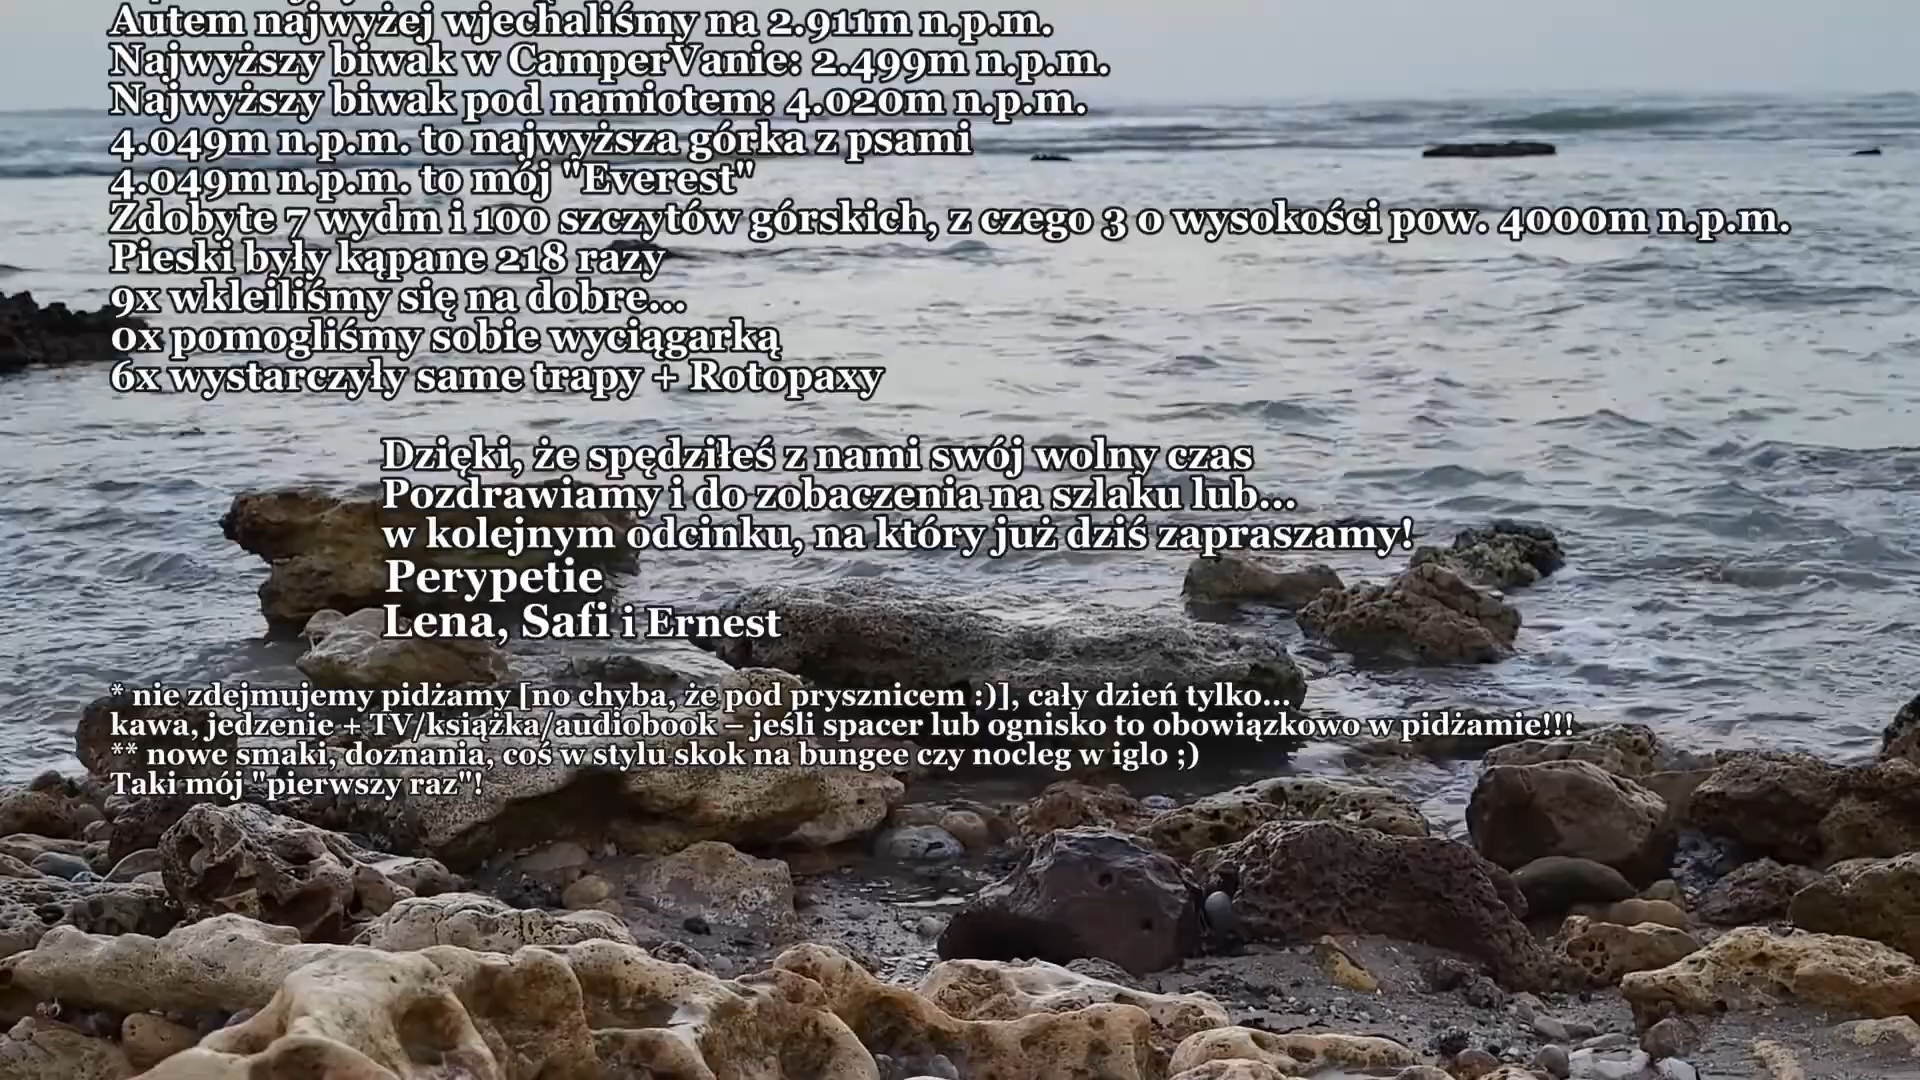 Autem najwyżej wjechaliśmy na 2.911m n.p.m.
Najwyższy biwak w CamperVanie: 2.499m n.p.m.
Najwyższy biwak pod namiotem: 4.020m n.p.m.
4.049m n.p.m. to najwyższa górka z psami
4.049m n.p.m. to mój "Everest"
Zdobyte 7 wydm i 100 szczytów górskich, z czego 3 o wysokości pow. 4000m n.p.m.
Pieski były kąpane 218 razy
9x wkleiliśmy się na dobre...
0x pomogliśmy sobie wyciągarką
6x wystarczyły same trapy + Rotopaxy
Dzięki, że spędziłeś z nami swój wolny czas
Pozdrawiamy i do zobaczenia na szlaku lub...
w kolejnym odcinku, na który już dziś zapraszamy!
Perypetie
Lena, Safi i Ernest
* nie zdejmujemy pidżamy [no chyba, że pod prysznicem :)], cały dzień tylko...
kawa, jedzenie + TV/książka/audiobook – jeśli spacer lub ognisko to obowiązkowo w pidżamie!!!
** nowe smaki, doznania, coś w stylu skok na bungee czy nocleg w iglo ;)
Taki mój "pierwszy raz"!